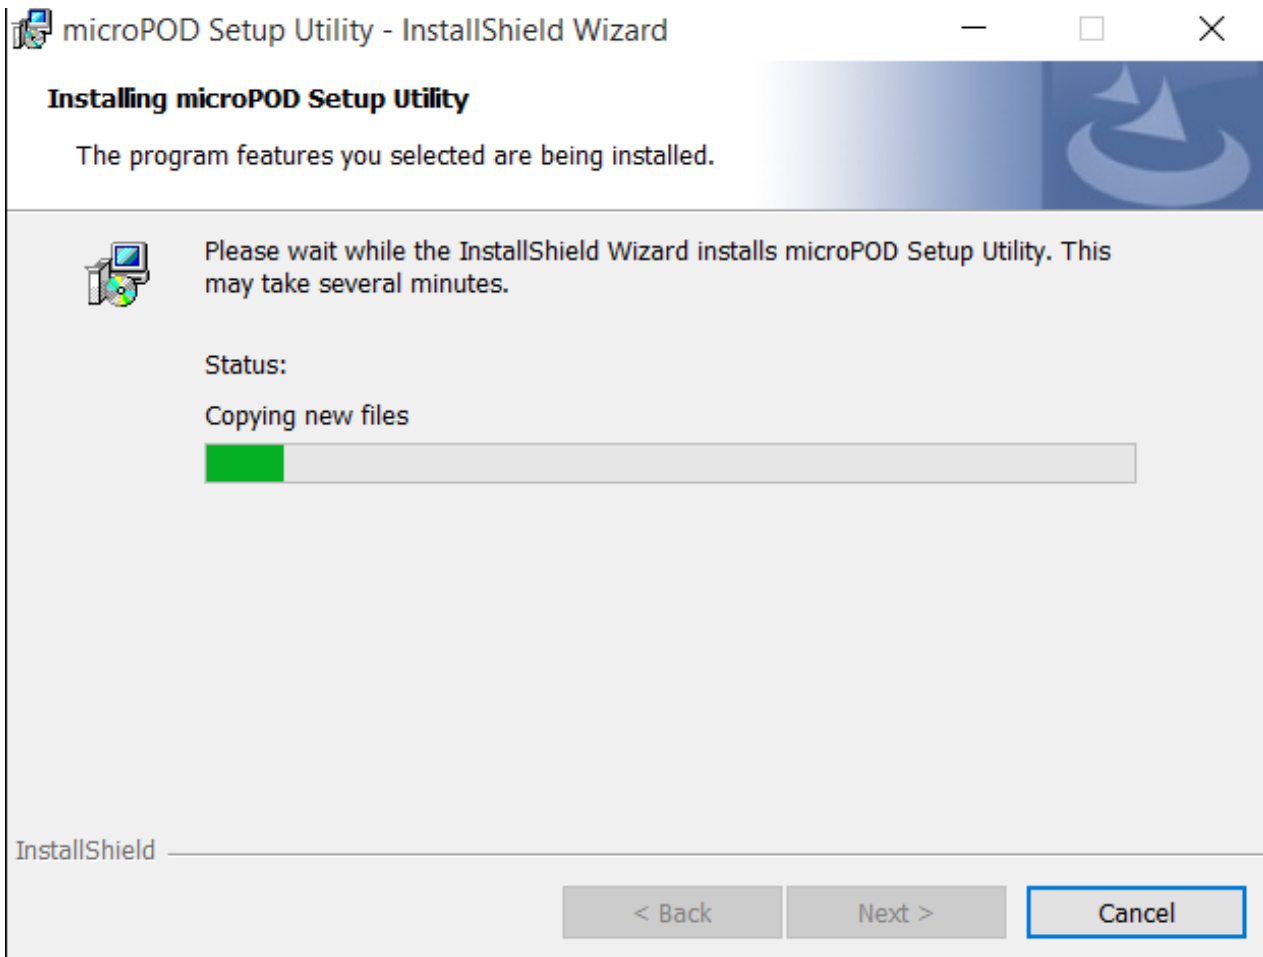 microPOD Setup Utility - InstallShield Wizard
Installing microPOD Setup Utility
The program features you selected are being installed.
Please wait while the InstallShield Wizard installs microPOD Setup Utility. This
may take several minutes.
Status:
Copying new files
InstallShield
< Back
Next >
Cancel